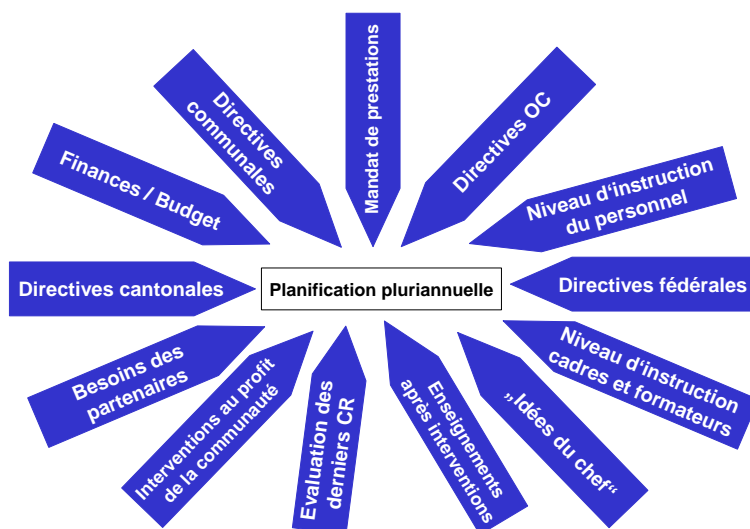 Mandat de prestations
Directives
communales
Directives OC
Finances / Budget
Niveau d‘instruction
du personnel
Directives cantonales
Planification pluriannuelle
Directives fédérales
Besoins des
partenaires
Interventions au profit
de la communauté
Evaluation des
derniers CR
Enseignements
après interventions
„Idées du chef“
Niveau d‘instruction
cadres et formateurs